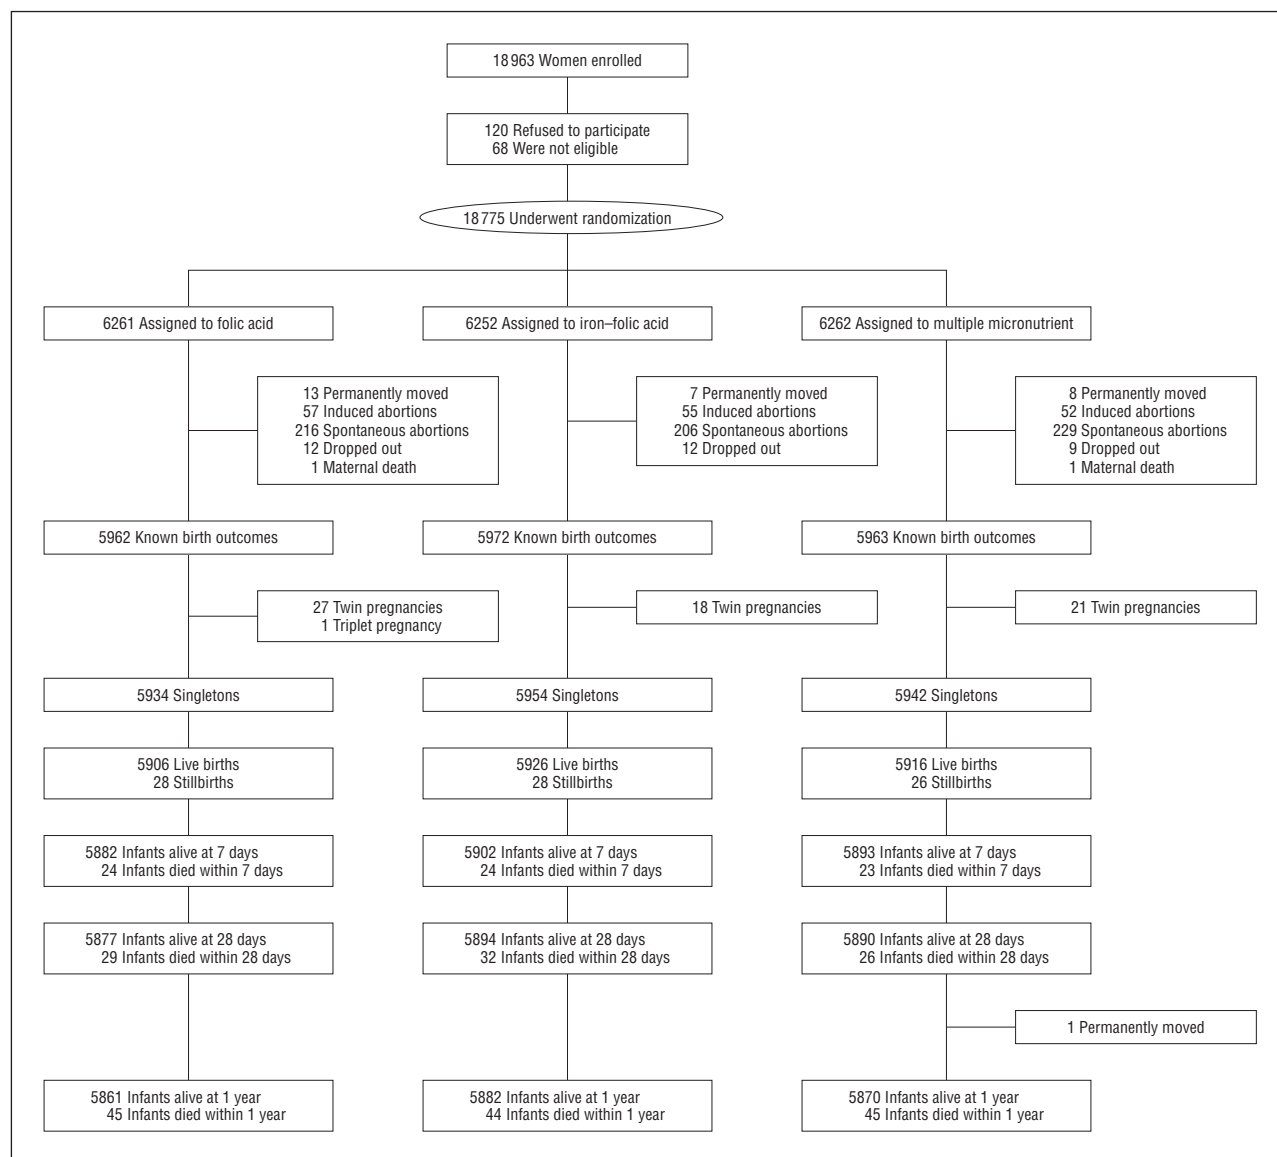 18 963 Women enrolled
120 Refused to participate
68 Were not eligible
18 775 Underwent randomization
6261 Assigned to folic acid
6252 Assigned to iron–folic acid
6262 Assigned to multiple micronutrient
13 Permanently moved
57 Induced abortions
216 Spontaneous abortions
12 Dropped out
1 Maternal death
7 Permanently moved
55 Induced abortions
206 Spontaneous abortions
12 Dropped out
8 Permanently moved
52 Induced abortions
229 Spontaneous abortions
9 Dropped out
1 Maternal death
5962 Known birth outcomes
5972 Known birth outcomes
5963 Known birth outcomes
27 Twin pregnancies
1 Triplet pregnancy
18 Twin pregnancies
21 Twin pregnancies
5934 Singletons
5954 Singletons
5942 Singletons
5906 Live births
28 Stillbirths
5926 Live births
28 Stillbirths
5916 Live births
26 Stillbirths
5882 Infants alive at 7 days
24 Infants died within 7 days
5902 Infants alive at 7 days
24 Infants died within 7 days
5893 Infants alive at 7 days
23 Infants died within 7 days
5877 Infants alive at 28 days
29 Infants died within 28 days
5894 Infants alive at 28 days
32 Infants died within 28 days
5890 Infants alive at 28 days
26 Infants died within 28 days
1 Permanently moved
5861 Infants alive at 1 year
45 Infants died within 1 year
5882 Infants alive at 1 year
44 Infants died within 1 year
5870 Infants alive at 1 year
45 Infants died within 1 year